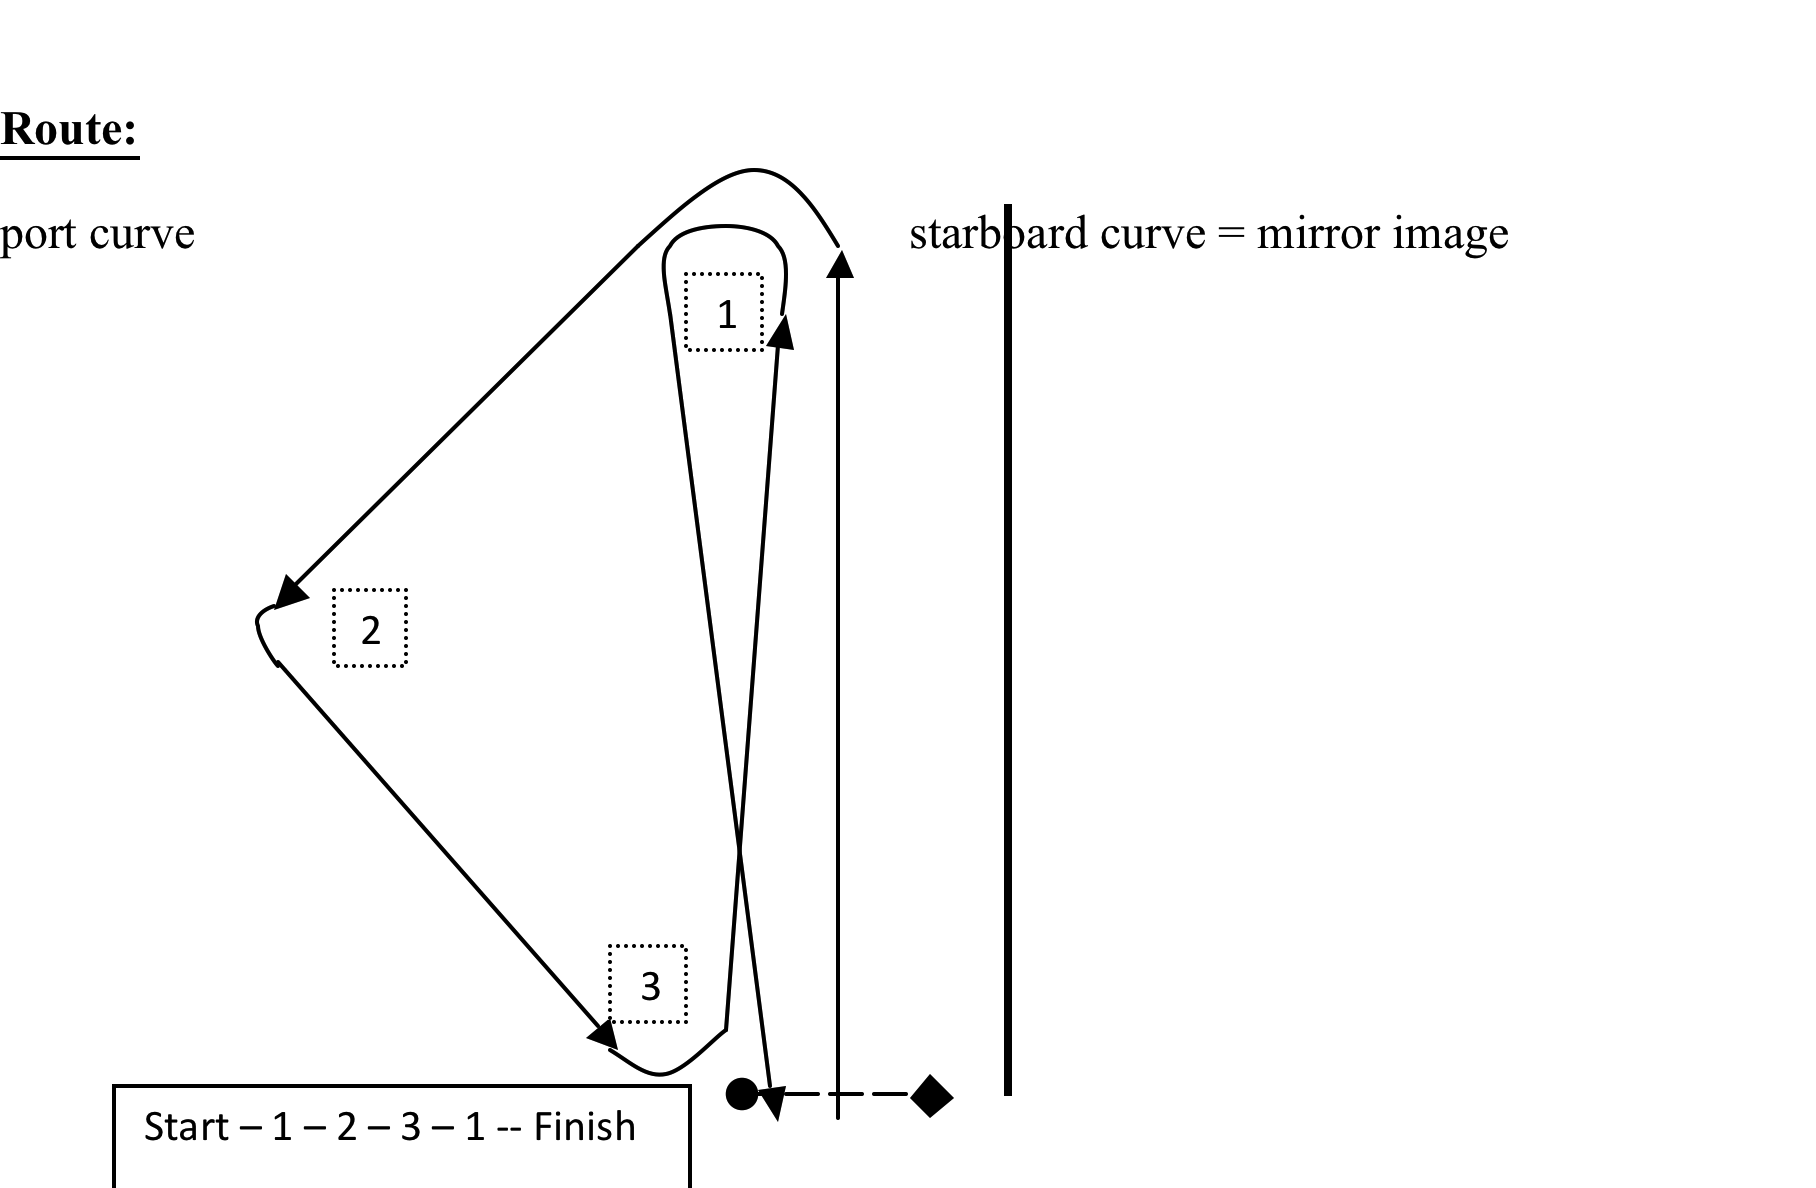 Route:
port curve
starboard curve = mirror image
1
2
3
Start – 1 – 2 – 3 – 1 -- Finish